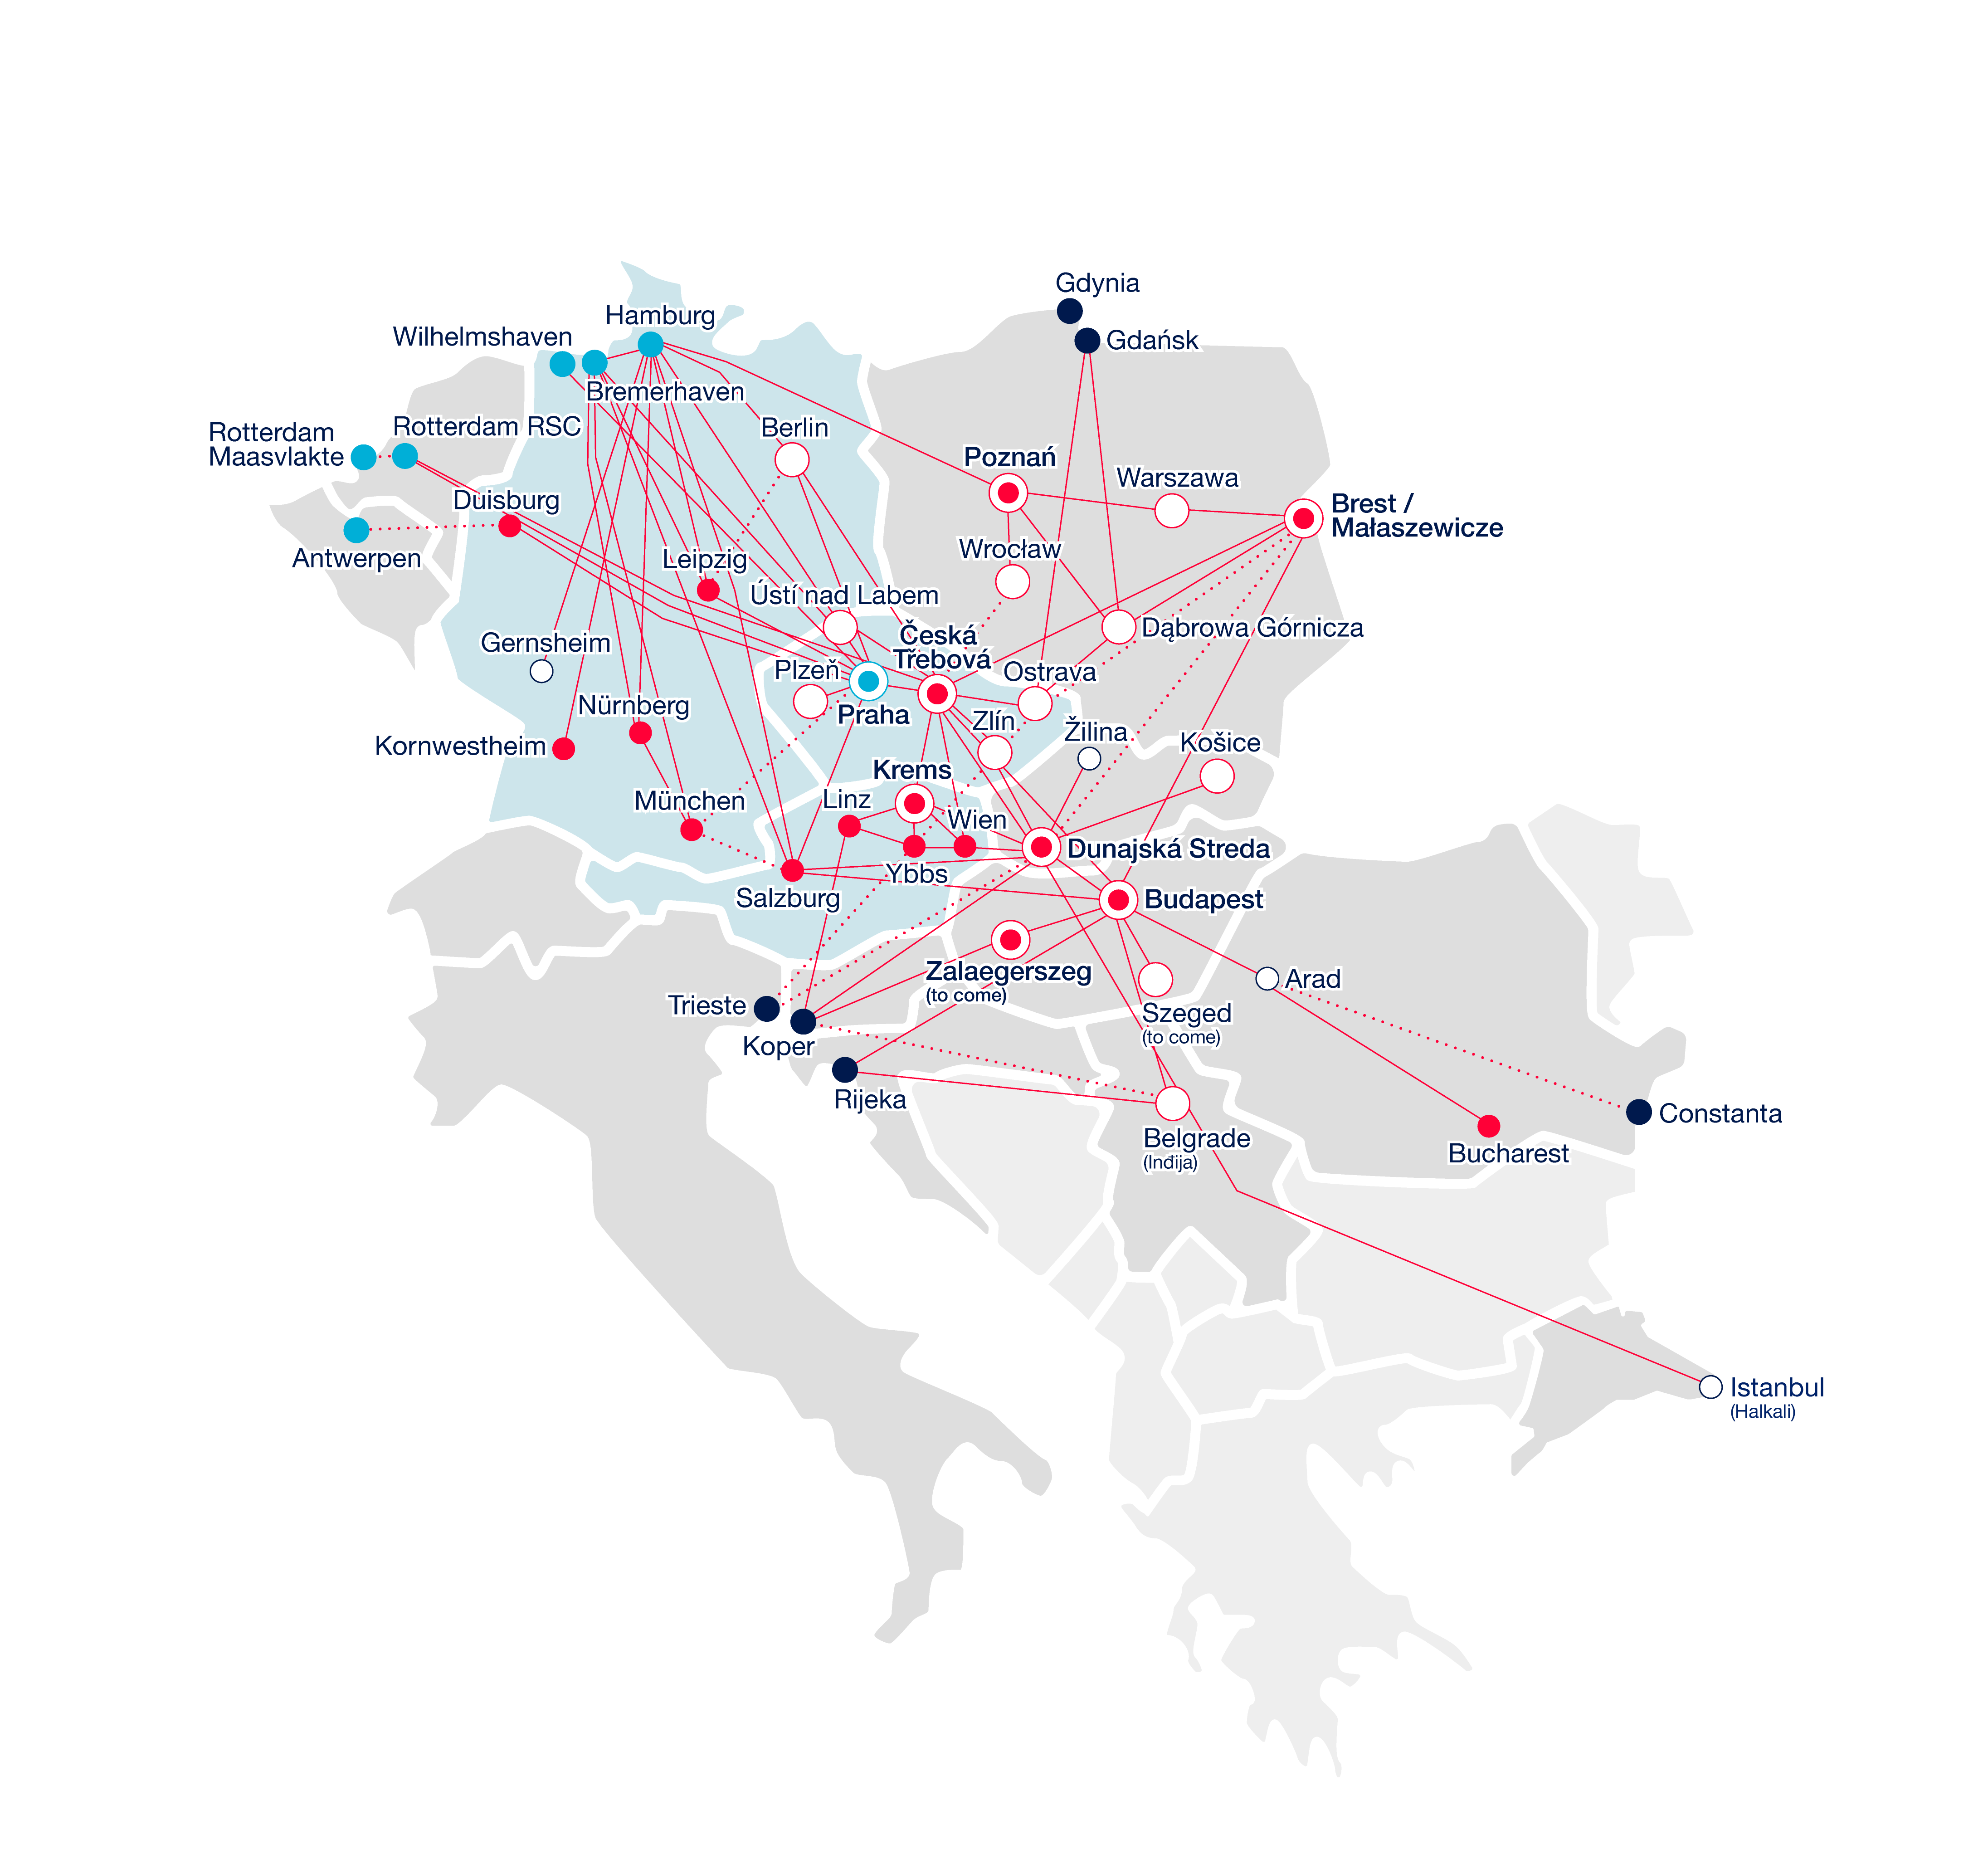 Gdynia
Hamburg
Gdańsk
Wilhelmshaven
Bremerhaven
Rotterdam RSC
Berlin
Rotterdam
Maasvlakte
Poznań
Warszawa
Duisburg
Brest /
Małaszewicze
Antwerpen
Wrocław
Leipzig
Ústí nad Labem
Česká
Třebová
Dąbrowa Górnicza
Gernsheim
Plzeň
Ostrava
Nürnberg
Praha
Zlín
Žilina
Košice
Kornwestheim
Krems
München
Linz
Wien
Dunajská Streda
Ybbs
Salzburg
Budapest
Zalaegerszeg
(to come)
Arad
Trieste
Szeged
(to come)
Koper
Rijeka
Constanta
Belgrade
(Inđija)
Bucharest
Istanbul
(Halkali)